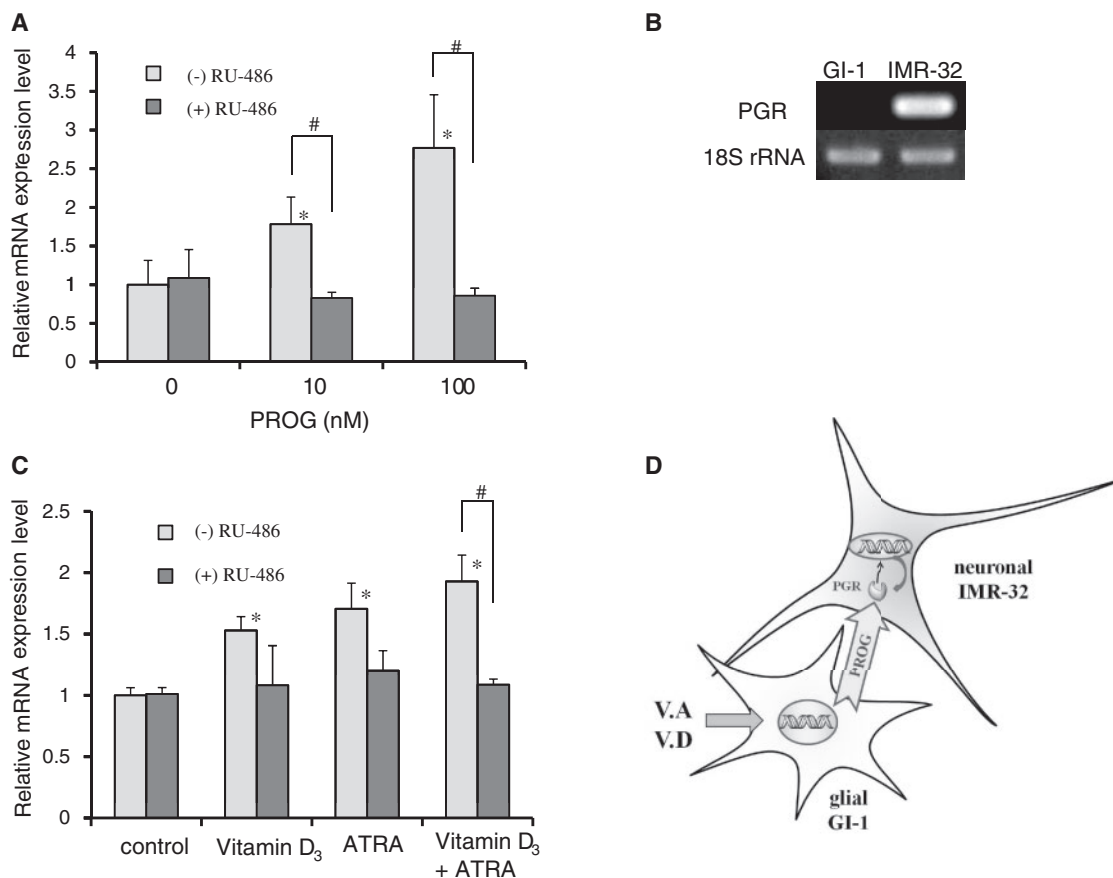 A
Relative mRNA expression level
4
3.5
3
2.5
2
1.5
1
0.5
0
(-) RU-486
(+) RU-486
#
*
#
*
0 10 100
PROG (nM)
B
GI-1 IMR-32
PGR
18S rRNA
C
Relative mRNA expression level
2.5
2
1.5
1
0.5
0
(-) RU-486
(+) RU-486
*
*
#
*
control Vitamin D₃ ATRA Vitamin D₃
+ ATRA
D
PGR
neuronal
IMR-32
PROG
V.A
V.D
glial
GI-1